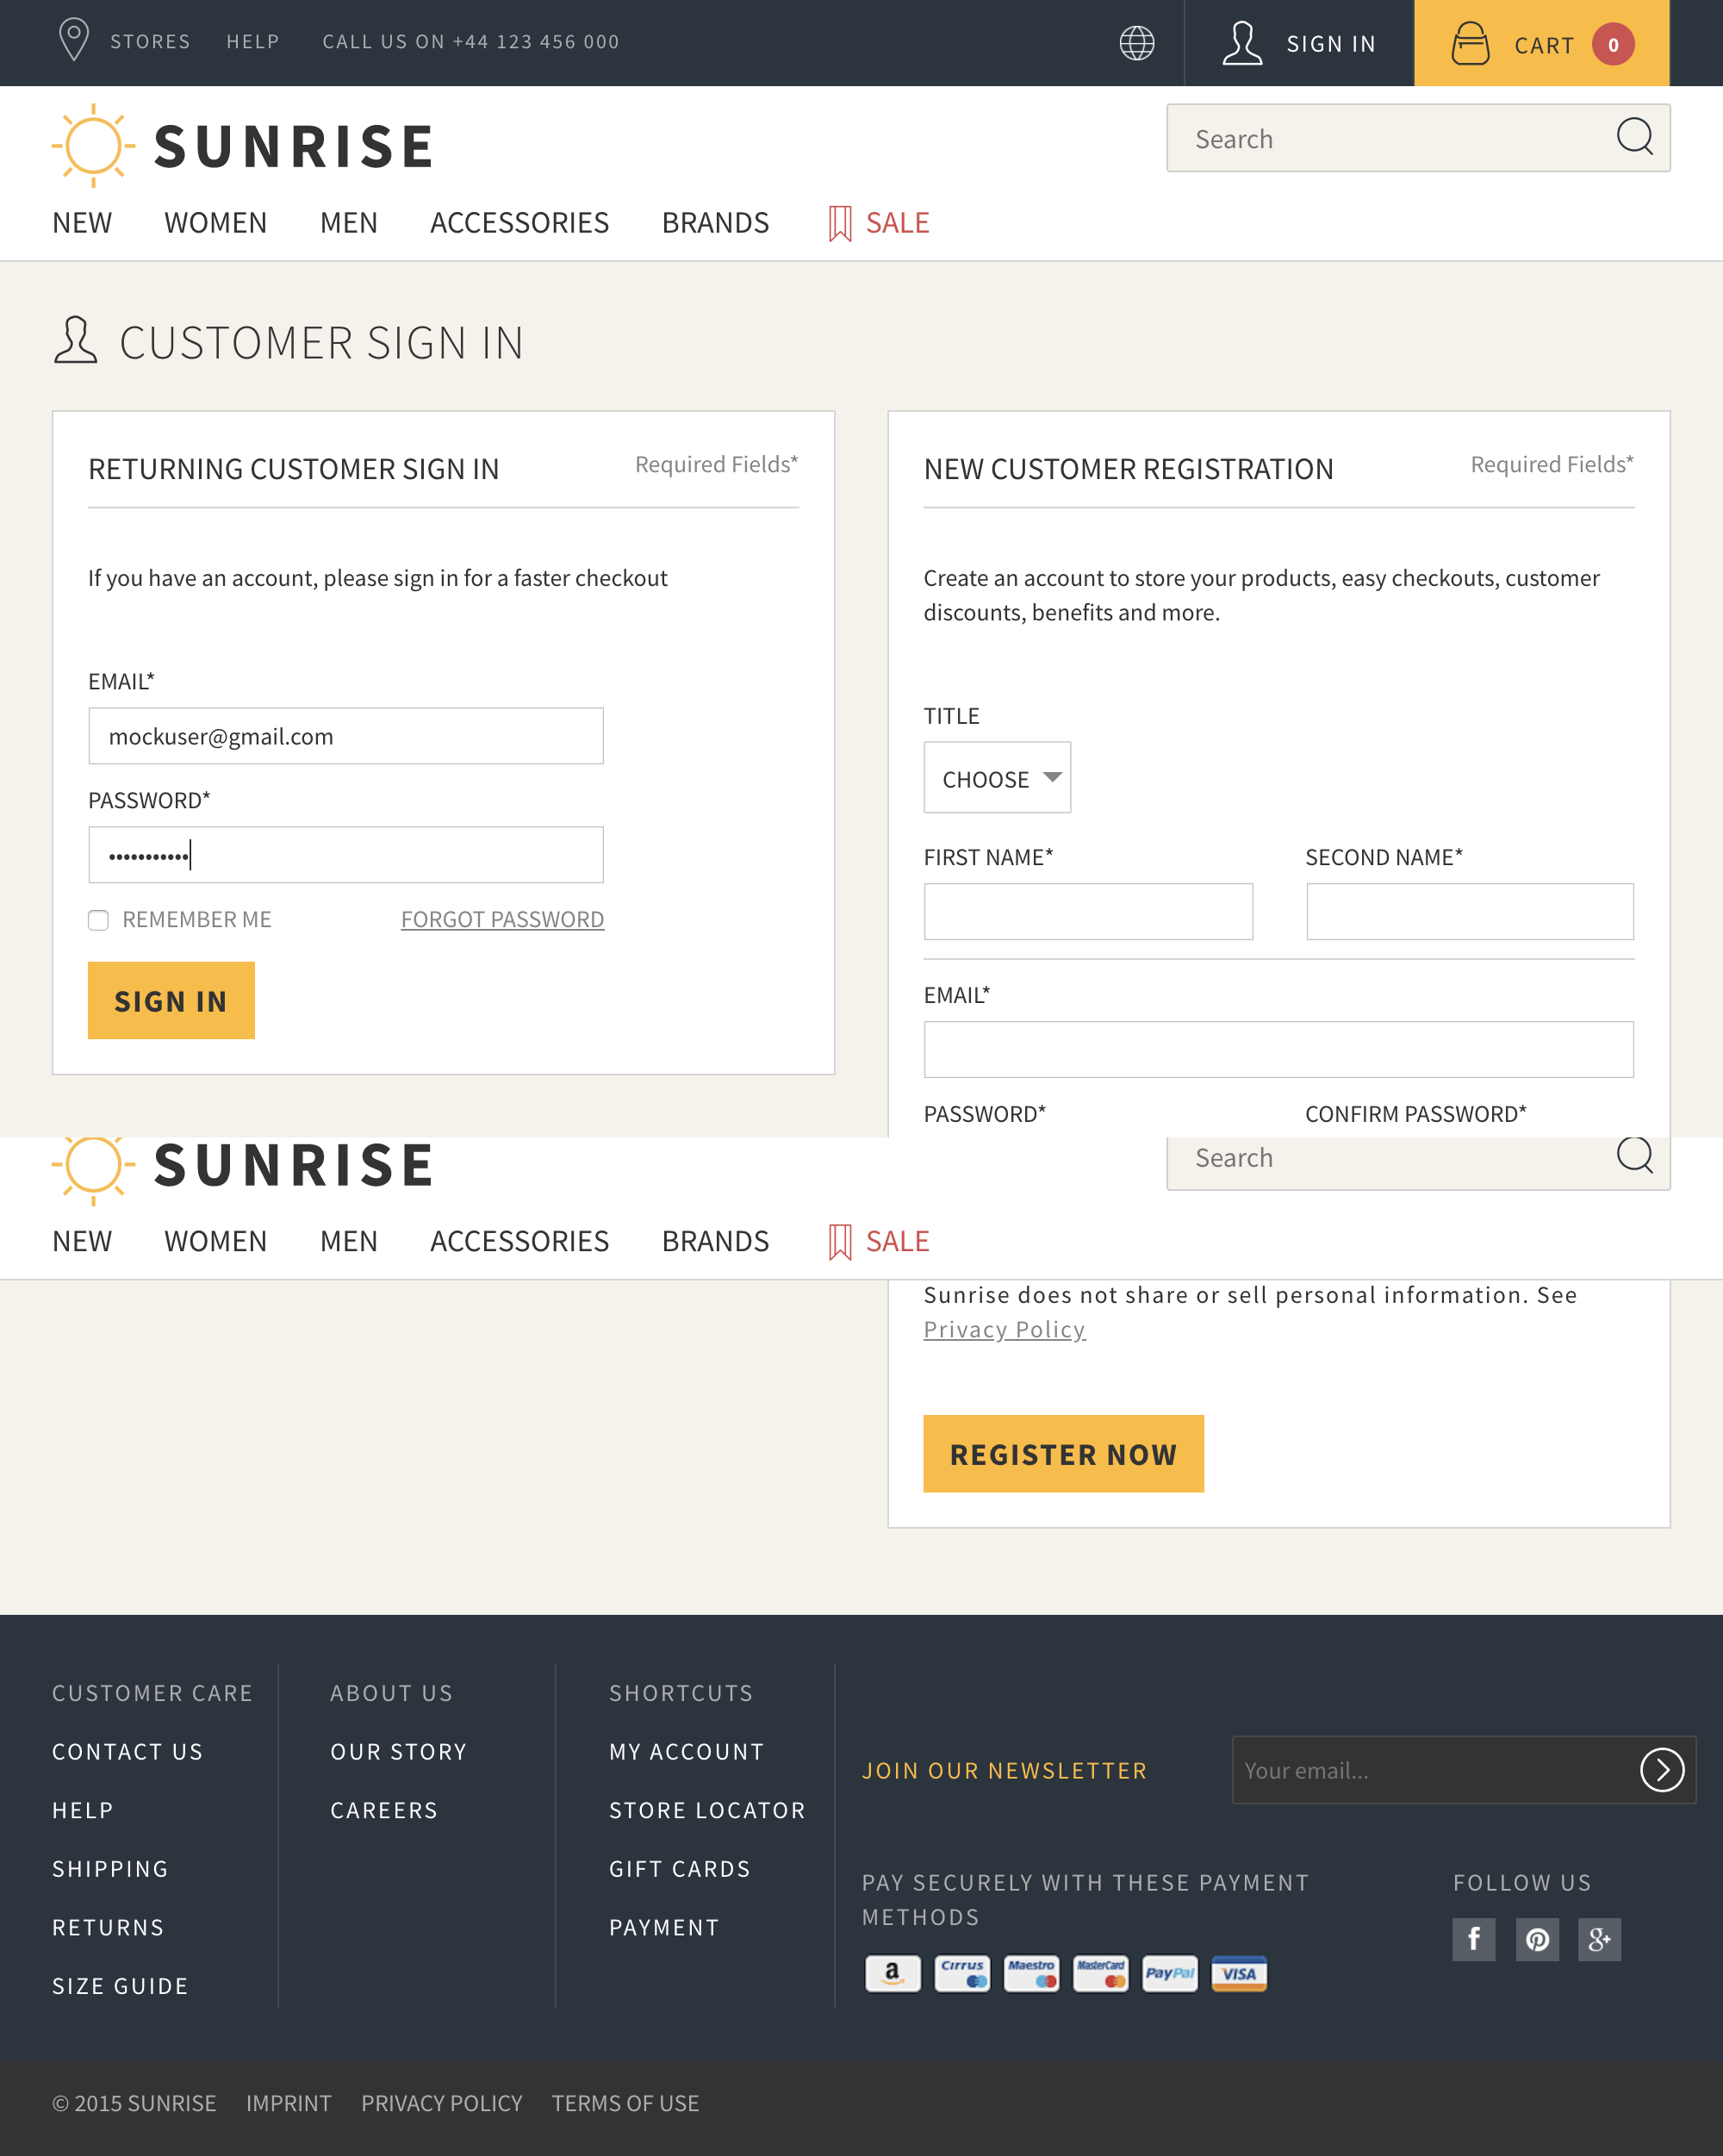 STORES HELP CALL US ON +44 123 456 000 SIGN IN CART 0
SUNRISE
Search
NEW WOMEN MEN ACCESSORIES BRANDS SALE
CUSTOMER SIGN IN
RETURNING CUSTOMER SIGN IN Required Fields*
If you have an account, please sign in for a faster checkout
EMAIL*
mockuser@gmail.com
PASSWORD*
•••••••••••
REMEMBER ME FORGOT PASSWORD
SIGN IN
NEW CUSTOMER REGISTRATION Required Fields*
Create an account to store your products, easy checkouts, customer
discounts, benefits and more.
TITLE
CHOOSE
FIRST NAME* SECOND NAME*
EMAIL*
PASSWORD* CONFIRM PASSWORD*
SUNRISE
Search
NEW WOMEN MEN ACCESSORIES BRANDS SALE
Sunrise does not share or sell personal information. See
Privacy Policy
REGISTER NOW
CUSTOMER CARE
CONTACT US
HELP
SHIPPING
RETURNS
SIZE GUIDE
ABOUT US
OUR STORY
CAREERS
SHORTCUTS
MY ACCOUNT
STORE LOCATOR
GIFT CARDS
PAYMENT
JOIN OUR NEWSLETTER
Your email...
PAY SECURELY WITH THESE PAYMENT
METHODS
a Cirrus Maestro MasterCard PayPal VISA
FOLLOW US
f g+
© 2015 SUNRISE IMPRINT PRIVACY POLICY TERMS OF USE